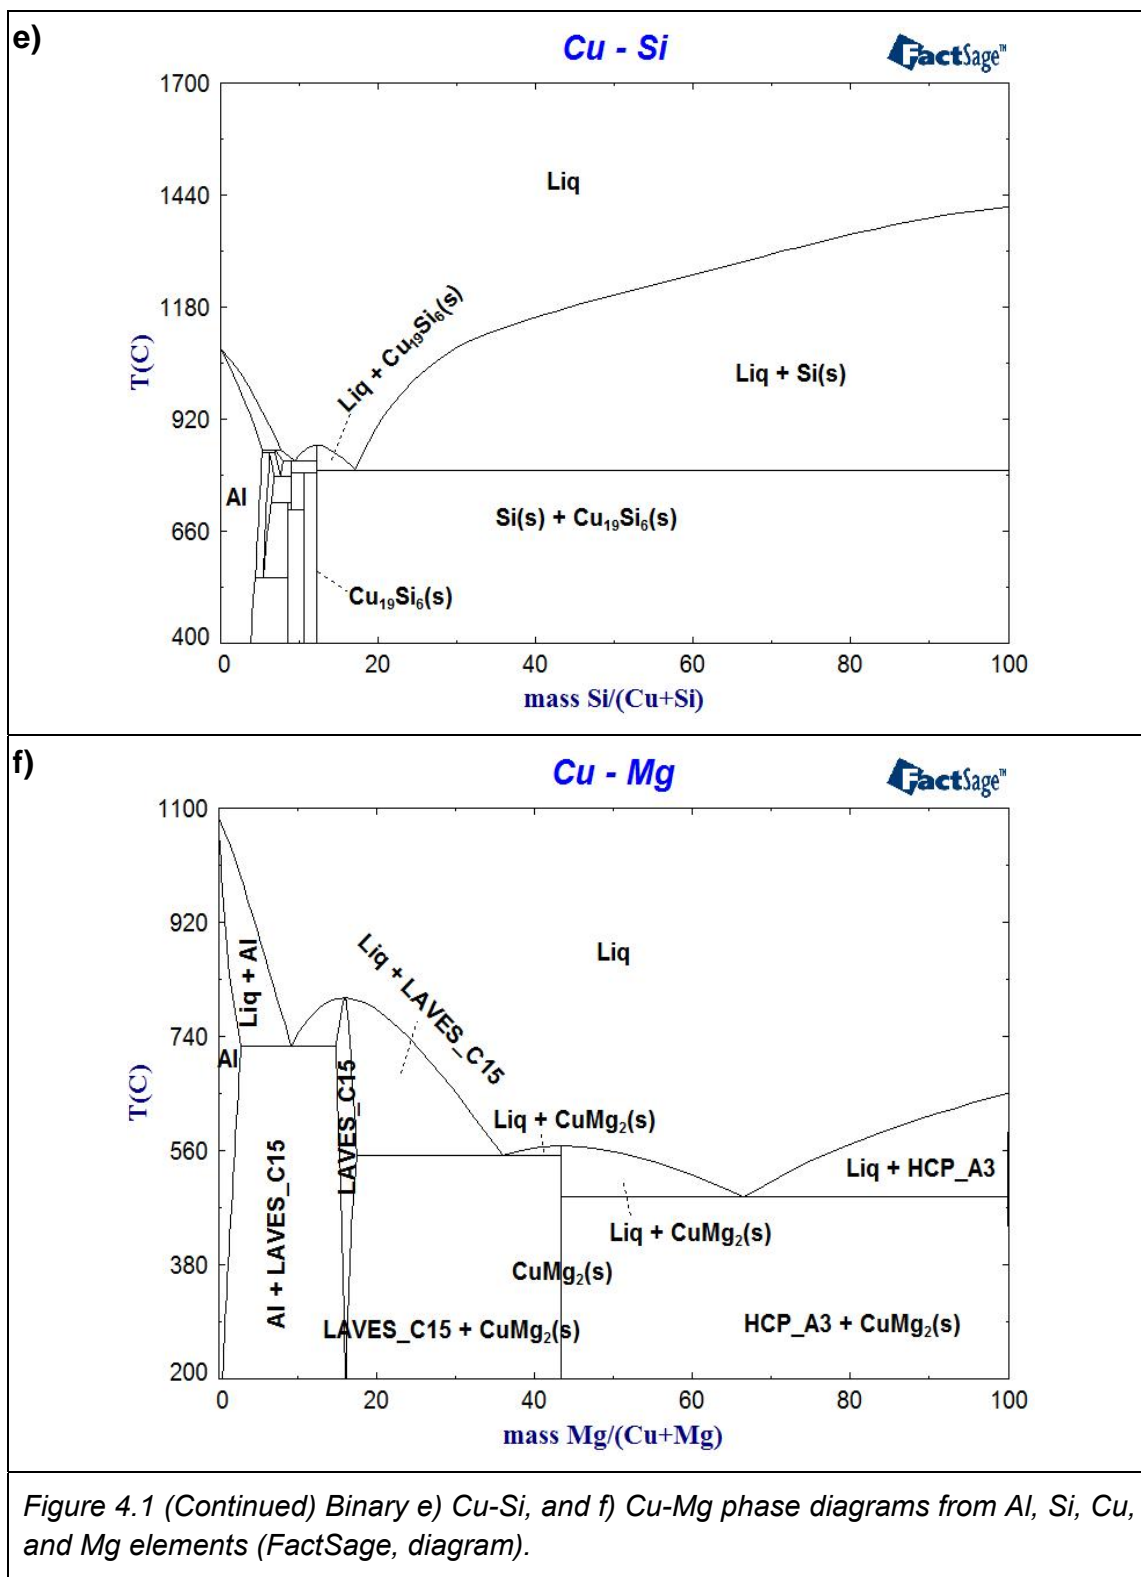 e)
Cu - Si
FactSage™
1700
1440
1180
920
660
400
T(C)
Liq
Liq + Cu19Si6(s)
Liq + Si(s)
Al
Si(s) + Cu19Si6(s)
Cu19Si6(s)
0 20 40 60 80 100
mass Si/(Cu+Si)
f)
Cu - Mg
FactSage™
1100
920
740
560
380
200
T(C)
Liq + Al
Liq + LAVES_C15
Liq
Al
LAVES_C15
Liq + CuMg2(s)
Liq + HCP_A3
Liq + CuMg2(s)
Al + LAVES_C15
CuMg2(s)
LAVES_C15 + CuMg2(s)
HCP_A3 + CuMg2(s)
0 20 40 60 80 100
mass Mg/(Cu+Mg)
Figure 4.1 (Continued) Binary e) Cu-Si, and f) Cu-Mg phase diagrams from Al, Si, Cu,
and Mg elements (FactSage, diagram).